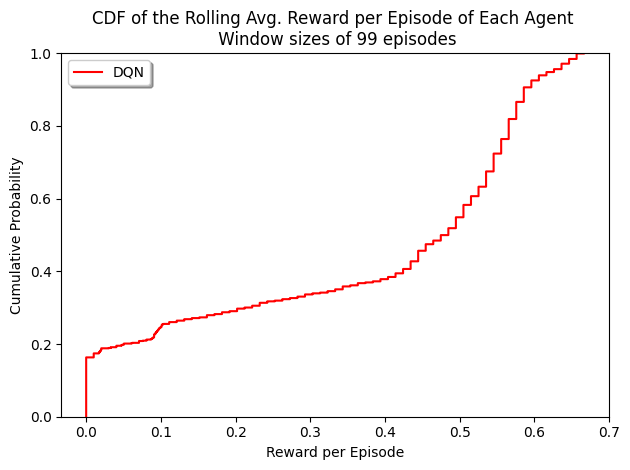 CDF of the Rolling Avg. Reward per Episode of Each Agent
Window sizes of 99 episodes
DQN
1.0
0.8
0.6
0.4
0.2
0.0
Cumulative Probability
0.0 0.1 0.2 0.3 0.4 0.5 0.6 0.7
Reward per Episode